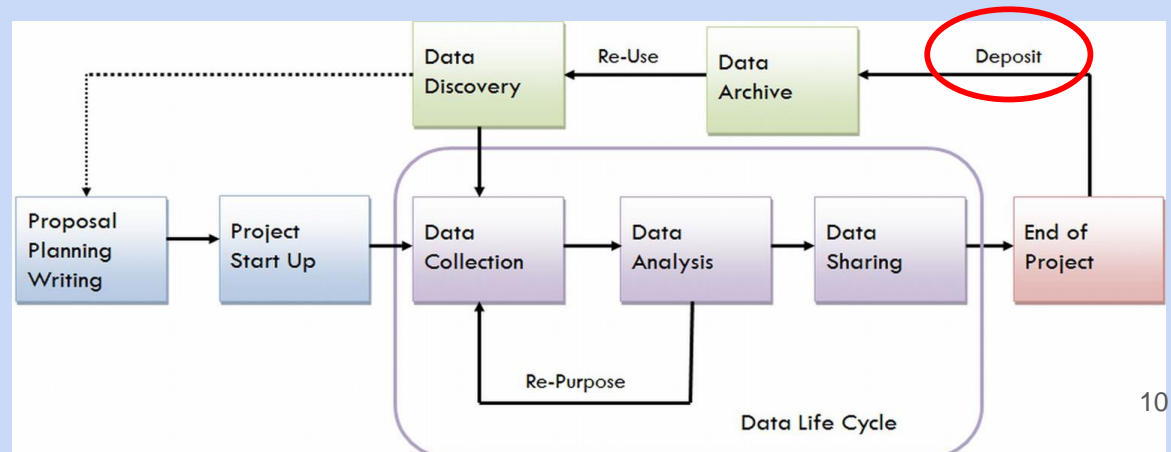 Data
Discovery
Re-Use
Data
Archive
Deposit
Proposal
Planning
Writing
Project
Start Up
Data
Collection
Data
Analysis
Data
Sharing
End of
Project
Re-Purpose
Data Life Cycle
10